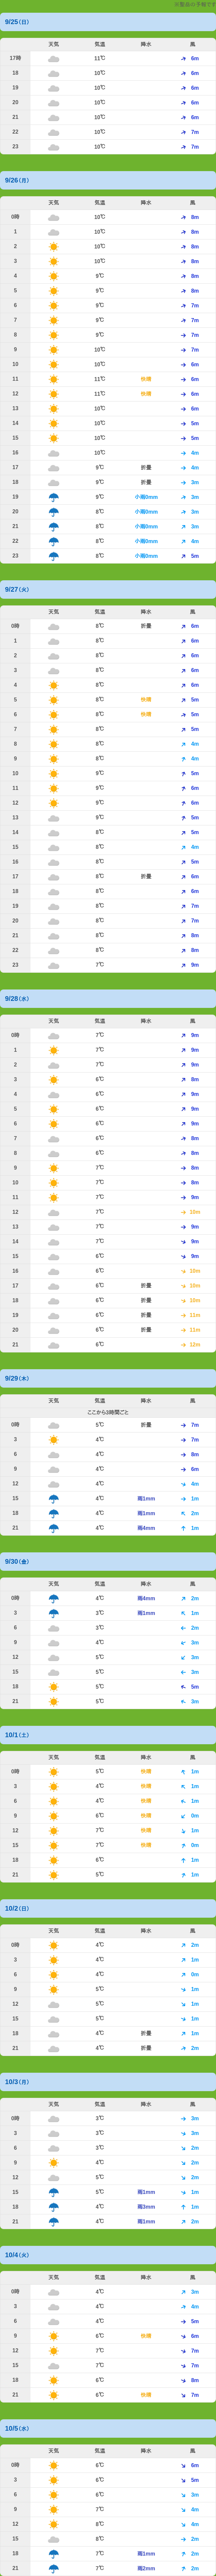 ※電池の予報です
9/25（日）
天気 気温 降水 風
17時 11℃ 6m
18 10℃ 6m
19 10℃ 6m
20 10℃ 6m
21 10℃ 6m
22 10℃ 7m
23 10℃ 7m
9/26（月）
天気 気温 降水 風
0時 10℃ 8m
1 10℃ 8m
2 10℃ 8m
3 10℃ 8m
4 9℃ 8m
5 9℃ 8m
6 9℃ 7m
7 9℃ 7m
8 9℃ 7m
9 10℃ 7m
10 10℃ 6m
11 11℃ 快晴 6m
12 11℃ 快晴 6m
13 10℃ 6m
14 10℃ 5m
15 10℃ 5m
16 10℃ 4m
17 9℃ 折畳 4m
18 9℃ 折畳 3m
19 9℃ 小雨0mm 3m
20 8℃ 小雨0mm 3m
21 8℃ 小雨0mm 3m
22 8℃ 小雨0mm 4m
23 8℃ 小雨0mm 5m
9/27（火）
天気 気温 降水 風
0時 8℃ 折畳 6m
1 8℃ 6m
2 8℃ 6m
3 8℃ 6m
4 8℃ 6m
5 8℃ 快晴 5m
6 8℃ 快晴 5m
7 8℃ 5m
8 8℃ 4m
9 8℃ 4m
10 9℃ 5m
11 9℃ 6m
12 9℃ 6m
13 9℃ 5m
14 8℃ 5m
15 8℃ 4m
16 8℃ 5m
17 8℃ 折畳 6m
18 8℃ 6m
19 8℃ 7m
20 8℃ 7m
21 8℃ 8m
22 8℃ 8m
23 7℃ 9m
9/28（水）
天気 気温 降水 風
0時 7℃ 9m
1 7℃ 9m
2 7℃ 9m
3 6℃ 8m
4 6℃ 9m
5 6℃ 9m
6 6℃ 9m
7 6℃ 8m
8 6℃ 8m
9 7℃ 8m
10 7℃ 8m
11 7℃ 9m
12 7℃ 10m
13 7℃ 9m
14 7℃ 9m
15 6℃ 9m
16 6℃ 10m
17 6℃ 折畳 10m
18 6℃ 折畳 10m
19 6℃ 折畳 11m
20 6℃ 折畳 11m
21 6℃ 12m
9/29（木）
天気 気温 降水 風
ここから3時間ごと
0時 5℃ 折畳 7m
3 4℃ 7m
6 4℃ 8m
9 4℃ 6m
12 4℃ 4m
15 4℃ 雨1mm 1m
18 4℃ 雨1mm 2m
21 4℃ 雨4mm 1m
9/30（金）
天気 気温 降水 風
0時 4℃ 雨4mm 2m
3 3℃ 雨1mm 1m
6 3℃ 2m
9 4℃ 3m
12 5℃ 3m
15 5℃ 3m
18 5℃ 5m
21 5℃ 3m
10/1（土）
天気 気温 降水 風
0時 5℃ 快晴 1m
3 4℃ 快晴 1m
6 4℃ 快晴 1m
9 6℃ 快晴 0m
12 7℃ 快晴 1m
15 7℃ 快晴 0m
18 6℃ 1m
21 5℃ 1m
10/2（日）
天気 気温 降水 風
0時 4℃ 2m
3 4℃ 1m
6 4℃ 0m
9 5℃ 1m
12 5℃ 1m
15 5℃ 1m
18 4℃ 折畳 1m
21 4℃ 折畳 2m
10/3（月）
天気 気温 降水 風
0時 3℃ 3m
3 3℃ 3m
6 3℃ 2m
9 4℃ 2m
12 5℃ 2m
15 5℃ 雨1mm 1m
18 4℃ 雨3mm 1m
21 4℃ 雨1mm 2m
10/4（火）
天気 気温 降水 風
0時 4℃ 3m
3 4℃ 4m
6 4℃ 5m
9 6℃ 快晴 6m
12 7℃ 7m
15 7℃ 7m
18 6℃ 8m
21 6℃ 快晴 7m
10/5（水）
天気 気温 降水 風
0時 6℃ 6m
3 6℃ 5m
6 6℃ 3m
9 7℃ 4m
12 8℃ 4m
15 8℃ 2m
18 7℃ 雨1mm 2m
21 7℃ 雨2mm 2m